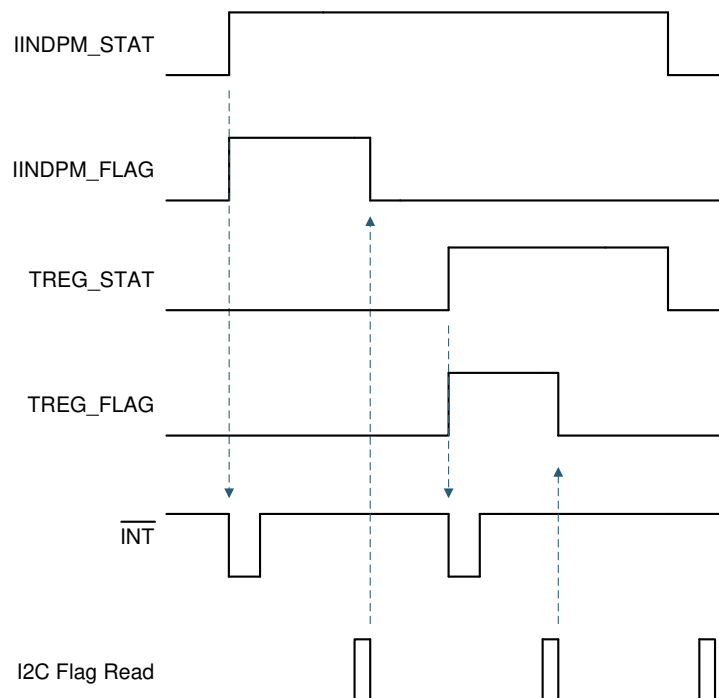 IINDPM_STAT
IINDPM_FLAG
TREG_STAT
TREG_FLAG
INT
I2C Flag Read